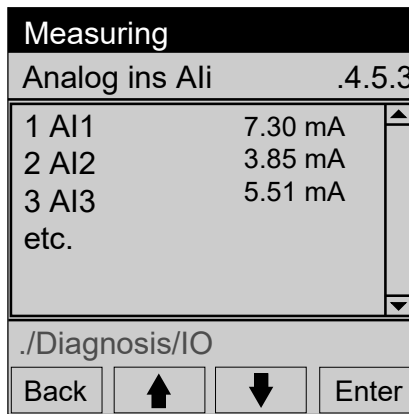 Measuring
Analog ins AIi .4.5.3
1 AI1 7.30 mA
2 AI2 3.85 mA
3 AI3 5.51 mA
etc.
./Diagnosis/IO
Back Enter